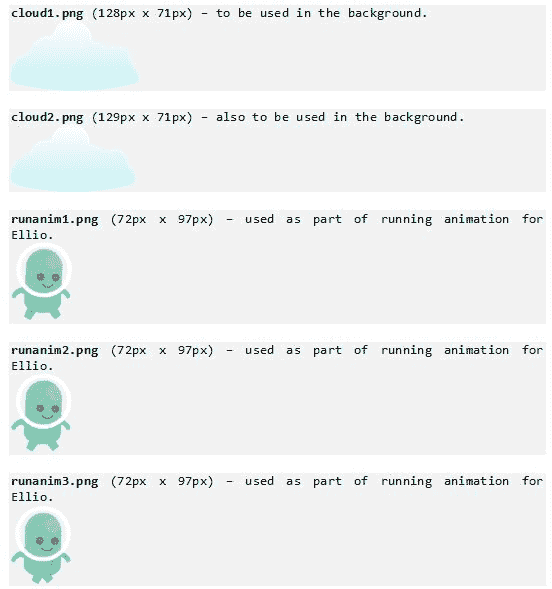 cloud1.png (128px x 71px) – to be used in the background.
cloud2.png (129px x 71px) – also to be used in the background.
runanim1.png (72px x 97px) – used as part of running animation for
Ellio.
runanim2.png (72px x 97px) – used as part of running animation for
Ellio.
runanim3.png (72px x 97px) – used as part of running animation for
Ellio.